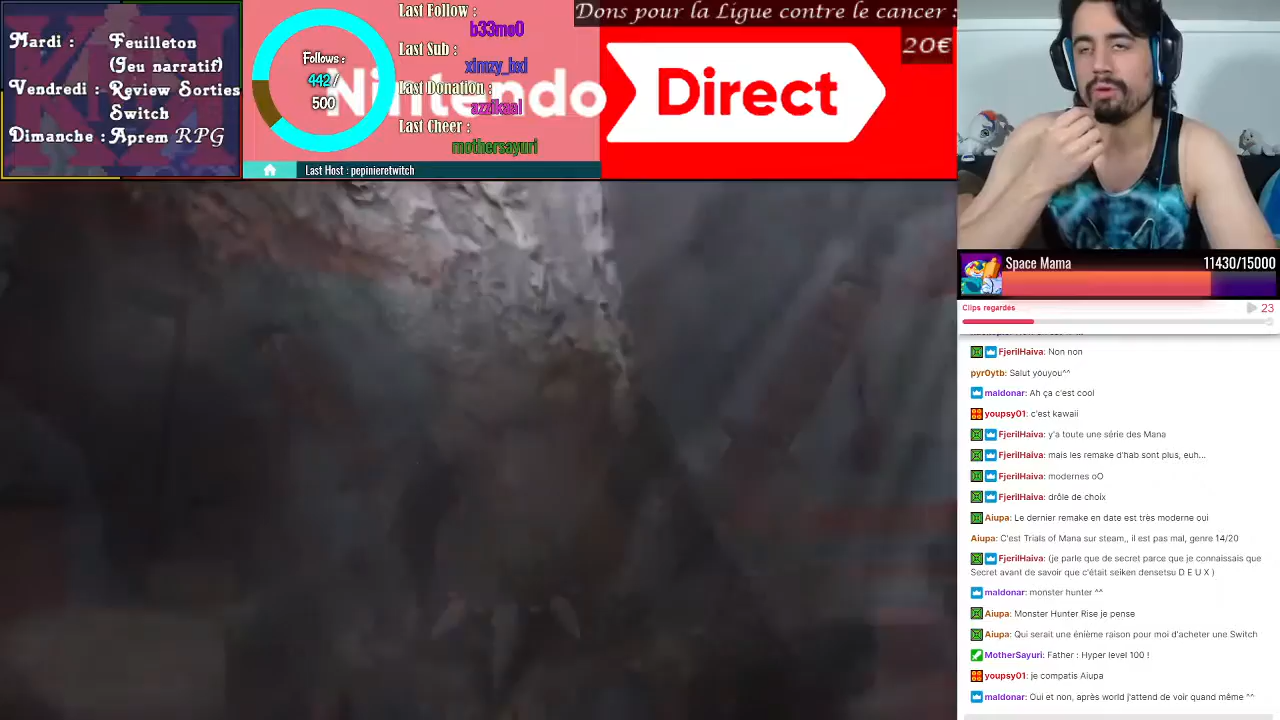 Mardi : Feuilleton
(Jeu narratif)
Vendredi : Review Sorties
Switch
Dimanche : Aprem RPG
Follows :
442 /
500
Last Follow :
b33mo0
Last Sub :
xlmzy_bxd
Last Donation :
azzikaal
Last Cheer :
mothersayuri
Last Host : pepinieretwitch
Nintendo
Direct
Dons pour la Ligue contre le cancer :
20€
Space Mama 11430/15000
Clips regardés 23
FjerilHaiva: Non non
pyr0ytb: Salut youyou^^
maldonar: Ah ça c'est cool
youpsy01: c'est kawaii
FjerilHaiva: y'a toute une série des Mana
FjerilHaiva: mais les remake d'hab sont plus, euh...
FjerilHaiva: modernes oO
FjerilHaiva: drôle de choix
Aiupa: Le dernier remake en date est très moderne oui
Aiupa: C'est Trials of Mana sur steam,, il est pas mal, genre 14/20
FjerilHaiva: (je parle que de secret parce que je connaissais que
Secret avant de savoir que c'était seiken densetsu D E U X )
maldonar: monster hunter ^^
Aiupa: Monster Hunter Rise je pense
Aiupa: Qui serait une énième raison pour moi d'acheter une Switch
MotherSayuri: Father : Hyper level 100 !
youpsy01: je compatis Aiupa
maldonar: Oui et non, après world j'attend de voir quand même ^^